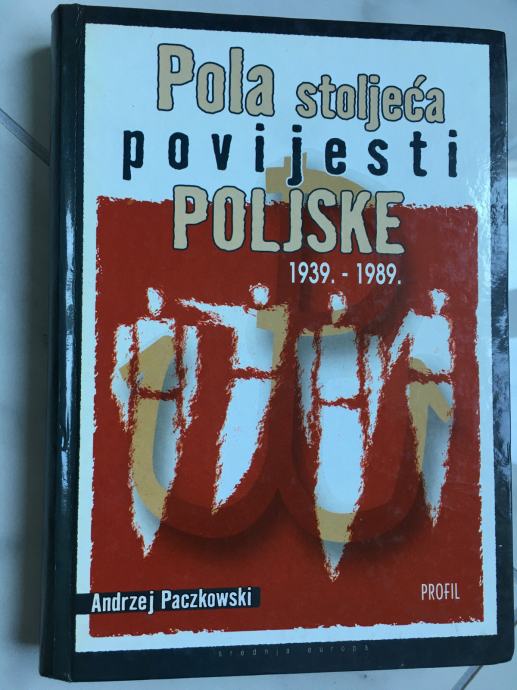 Pola stoljeća
povijesti
POLJSKE
1939. - 1989.
Andrzej Paczkowski
PROFIL
srednja europa